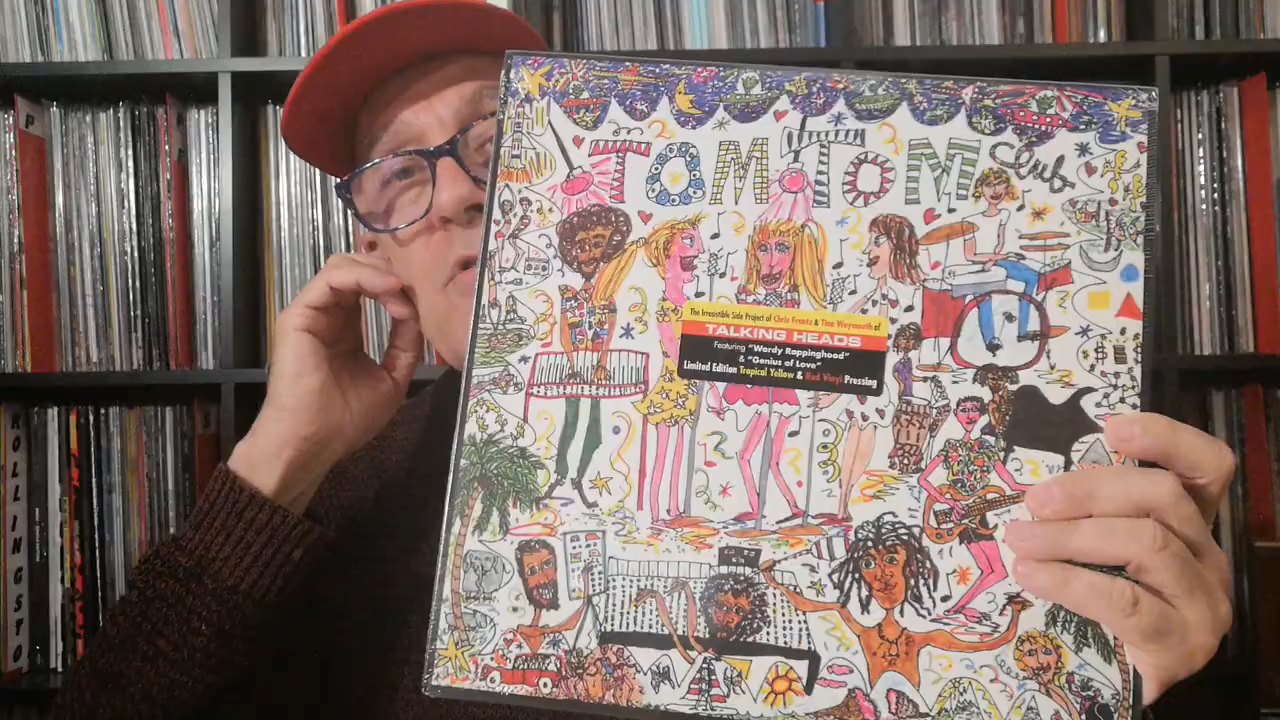 TOM TOM Club
The Irresistible Side Project of Chris Frantz & Tina Weymouth of
TALKING HEADS
Featuring "Wordy Rappinghood"
& "Genius of Love"
Limited Edition Tropical Yellow & Red Vinyl Pressing
P
S
ROLLINGSTO